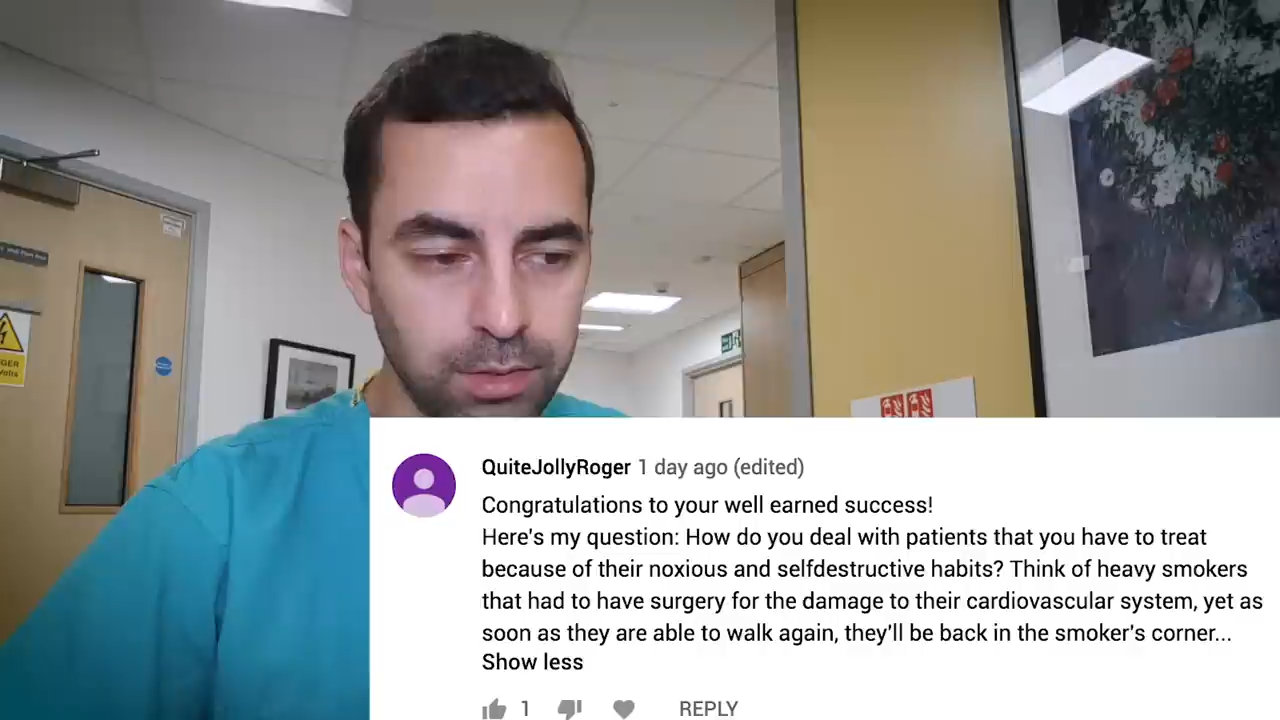 GER
QuiteJollyRoger 1 day ago (edited)
Congratulations to your well earned success!
Here's my question: How do you deal with patients that you have to treat
because of their noxious and selfdestructive habits? Think of heavy smokers
that had to have surgery for the damage to their cardiovascular system, yet as
soon as they are able to walk again, they'll be back in the smoker's corner...
Show less
1 REPLY